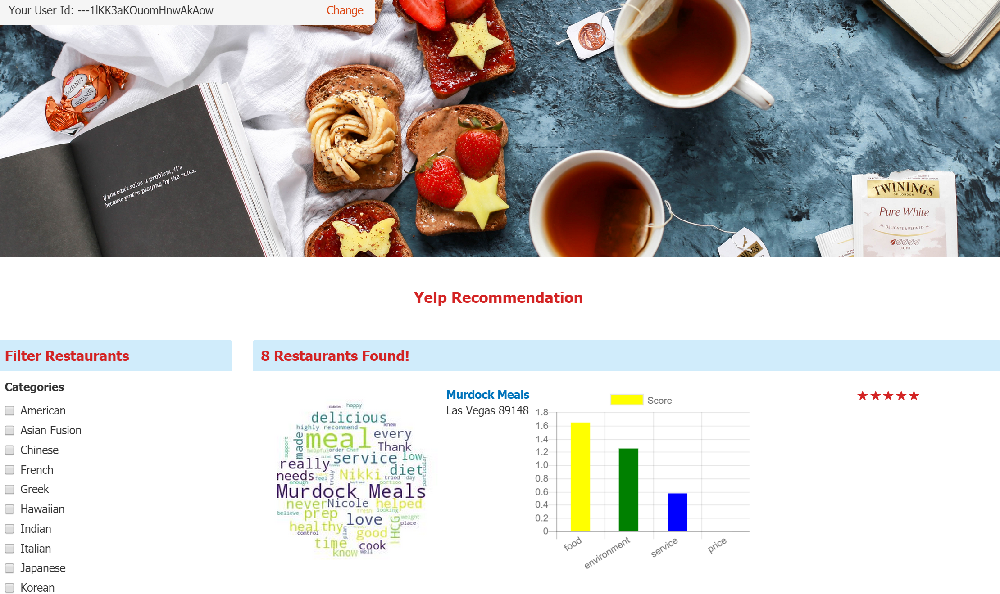 Your User Id: ---1lKK3aKOuomHnwAkAow
Change
HAZELNUT
HAZELNUT
If you can't solve a problem, it's
because you're playing by the rules.
TWININGS
OF LONDON
Pure White
DELICATE & REFINED
LIGHT
Yelp Recommendation
Filter Restaurants
8 Restaurants Found!
Categories
American
Asian Fusion
Chinese
French
Greek
Hawaiian
Indian
Italian
Japanese
Korean
happy
delicious
highly recommend knew
meal
every
made
support
Thank
helpful order Chef
service
low
really
particular
diet
needs
feel
truly
Nikki
tried day
enough
portion
Murdock Meals
never Nicole helped
believe
prep
fresh looking
love
HCG
weight
place
healthy
control
plan
good
time
cook
know
well
Murdock Meals
Las Vegas 89148
Score
1.8
1.6
1.4
1.2
1.0
0.8
0.6
0.4
0.2
0
food
environment
service
price